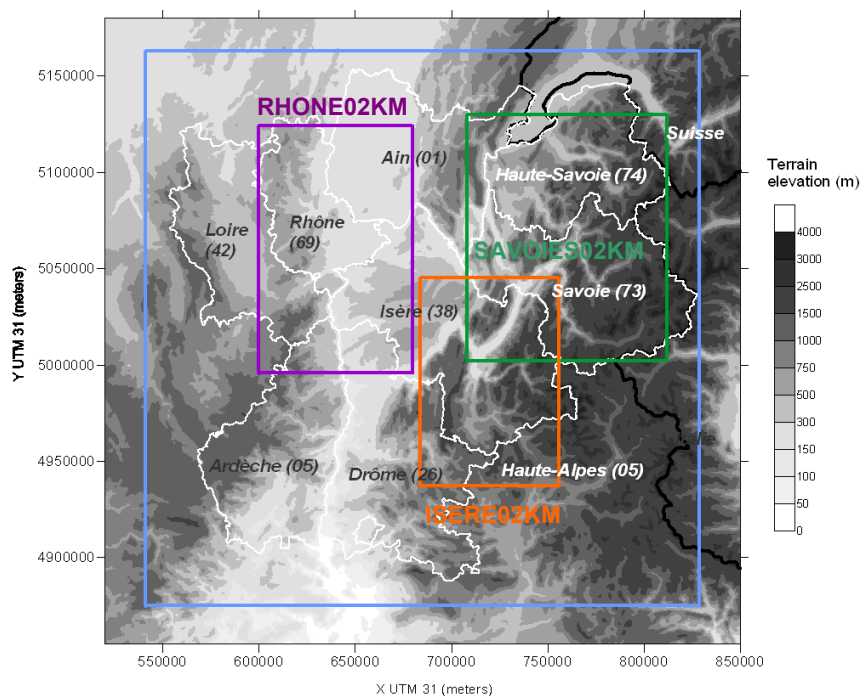 5150000
5100000
5050000
5000000
4950000
4900000
Y UTM 31 (meters)
550000
600000
650000
700000
750000
800000
850000
X UTM 31 (meters)
RHONE02KM
Ain (01)
Suisse
Haute-Savoie (74)
Loire
(42)
Rhône
(69)
SAVOIES02KM
Savoie (73)
Isère (38)
Ardèche (05)
Drôme (26)
Haute-Alpes (05)
ISERE02KM
Terrain
elevation (m)
4000
3000
2000
1500
1000
750
500
300
150
100
50
0